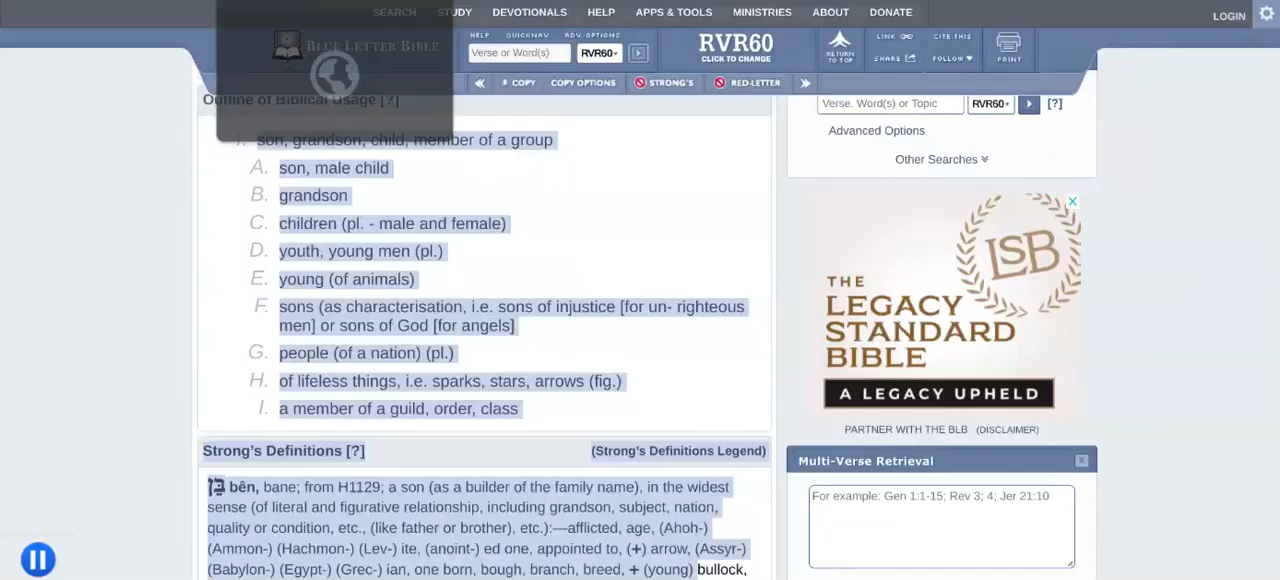 SEARCH STUDY DEVOTIONALS HELP APPS & TOOLS MINISTRIES ABOUT DONATE
LOGIN
BLUE LETTER BIBLE
HELP QUICKNAV ADV. OPTIONS
Verse or Word(s) RVR60
RVR60
CLICK TO CHANGE
RETURN
TO TOP
LINK
SHARE
CITE THIS
FOLLOW
PRINT
COPY COPY OPTIONS STRONG'S RED-LETTER
Outline of Biblical Usage [?]
I. son, grandson, child, member of a group
A. son, male child
B. grandson
C. children (pl. - male and female)
D. youth, young men (pl.)
E. young (of animals)
F. sons (as characterisation, i.e. sons of injustice [for un- righteous
men] or sons of God [for angels]
G. people (of a nation) (pl.)
H. of lifeless things, i.e. sparks, stars, arrows (fig.)
I. a member of a guild, order, class
Strong's Definitions [?] (Strong's Definitions Legend)
בֵּן bên, bane; from H1129; a son (as a builder of the family name), in the widest
sense (of literal and figurative relationship, including grandson, subject, nation,
quality or condition, etc., (like father or brother), etc.):—afflicted, age, (Ahoh-)
(Ammon-) (Hachmon-) (Lev-) ite, (anoint-) ed one, appointed to, (+) arrow, (Assyr-)
(Babylon-) (Egypt-) (Grec-) ian, one born, bough, branch, breed, + (young) bullock,
Verse, Word(s) or Topic RVR60 [?]
Advanced Options
Other Searches
LSB
THE
LEGACY
STANDARD
BIBLE
A LEGACY UPHELD
PARTNER WITH THE BLB (DISCLAIMER)
Multi-Verse Retrieval x
For example: Gen 1:1-15; Rev 3; 4; Jer 21:10